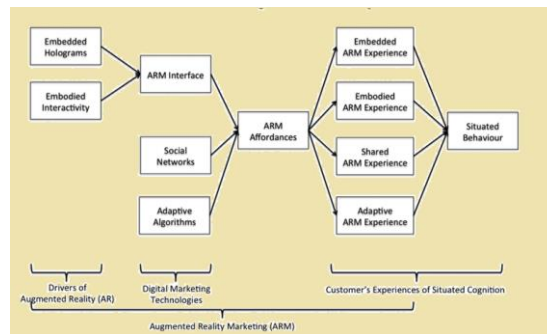 Embedded
Holograms
Embodied
Interactivity
ARM Interface
Social
Networks
Adaptive
Algorithms
ARM
Affordances
Embedded
ARM Experience
Embodied
ARM Experience
Shared
ARM Experience
Adaptive
ARM Experience
Situated
Behaviour
Drivers of
Augmented Reality (AR)
Digital Marketing
Technologies
Customer's Experiences of Situated Cognition
Augmented Reality Marketing (ARM)